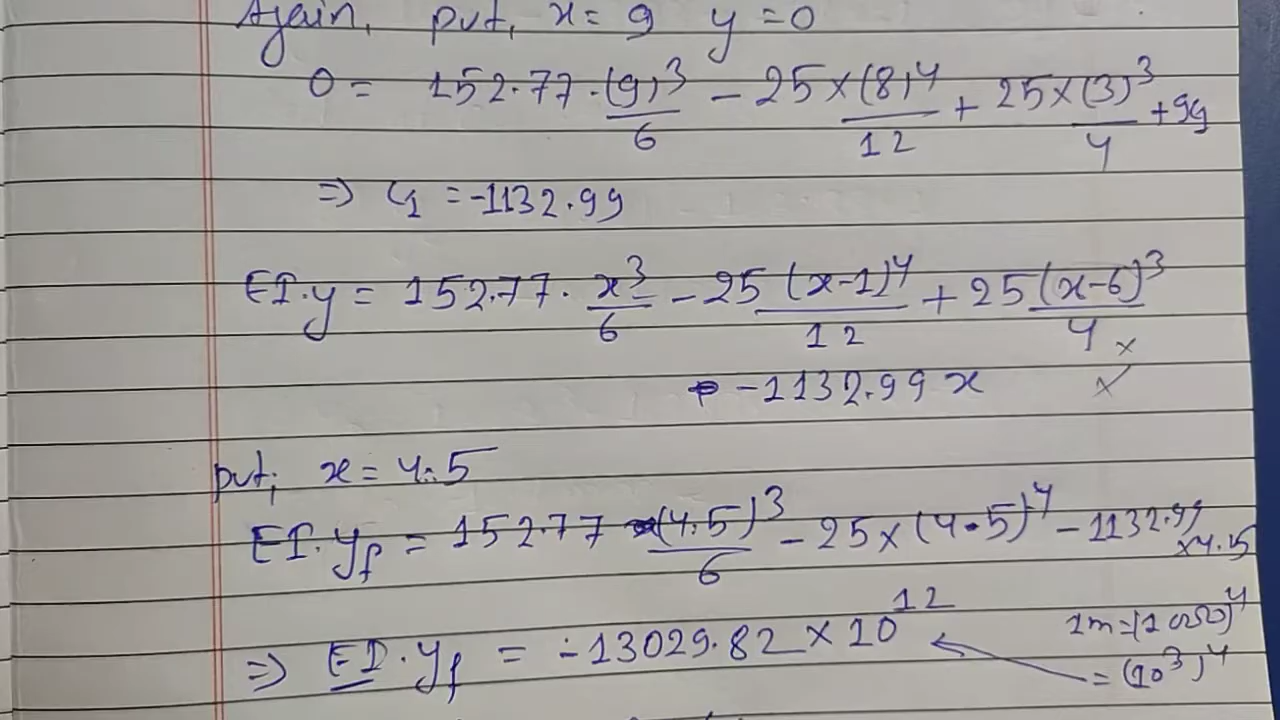 Again, put, x = 9 y = 0
0 = 152.77 . (9)^3/6 - 25 × (8)^4/12 + 25 × (3)^3/4 + 9C1
=> C1 = -1132.99
EI.y = 152.77 . x^3/6 - 25 (x-1)^4/12 + 25 (x-6)^3/4
- 1132.99 x
put; x = 4.5
EI.yf = 152.77 × (4.5)^3/6 - 25 × (4.5)^4 - 1132.99 × 4.5
=> EI.yf = -13029.82 × 10^12
1m = (1000)^4
= (10^3)^4